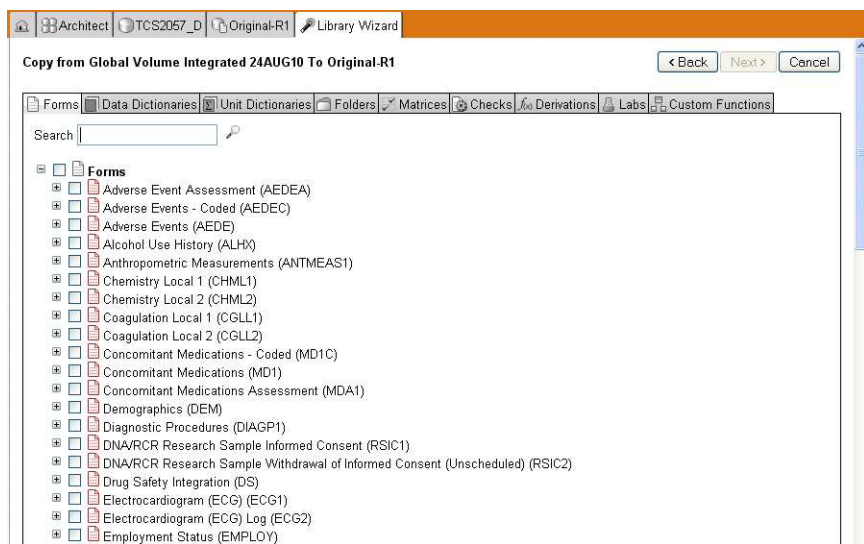 Architect TCS2057_D Original-R1 Library Wizard
Copy from Global Volume Integrated 24AUG10 To Original-R1 <Back Next> Cancel
Forms Data Dictionaries Unit Dictionaries Folders Matrices Checks Derivations Labs Custom Functions
Search
Forms
Adverse Event Assessment (AEDEA)
Adverse Events - Coded (AEDEC)
Adverse Events (AEDE)
Alcohol Use History (ALHX)
Anthropometric Measurements (ANTMEAS1)
Chemistry Local 1 (CHML1)
Chemistry Local 2 (CHML2)
Coagulation Local 1 (CGLL1)
Coagulation Local 2 (CGLL2)
Concomitant Medications - Coded (MD1C)
Concomitant Medications (MD1)
Concomitant Medications Assessment (MDA1)
Demographics (DEM)
Diagnostic Procedures (DIAGP1)
DNA/RCR Research Sample Informed Consent (RSIC1)
DNA/RCR Research Sample Withdrawal of Informed Consent (Unscheduled) (RSIC2)
Drug Safety Integration (DS)
Electrocardiogram (ECG) (ECG1)
Electrocardiogram (ECG) Log (ECG2)
Employment Status (EMPLOY)